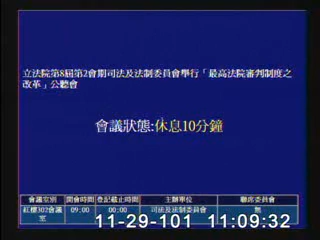 立法院第8屆第2會期司法及法制委員會舉行「最高法院審判制度之
改革」公聽會
會議狀態:休息10分鐘
會議室別 開會時間 登記截止時間 主辦單位 聯席委員會
紅樓302會議室 09:00 00:00 司法及法制委員會 無
11-29-101 11:09:32